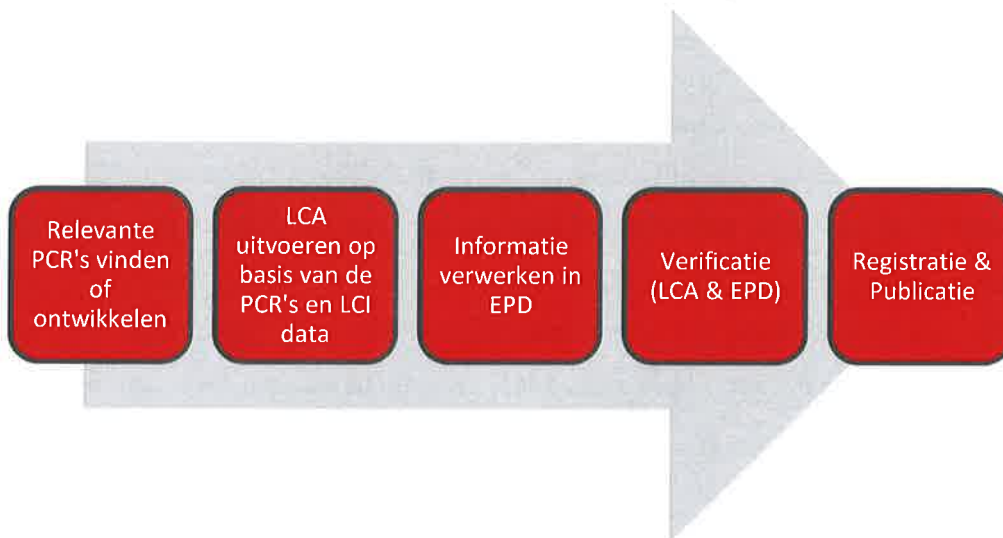 Relevante
PCR's vinden
of
ontwikkelen
LCA
uitvoeren op
basis van de
PCR's en LCI
data
Informatie
verwerken in
EPD
Verificatie
(LCA & EPD)
Registratie &
Publicatie